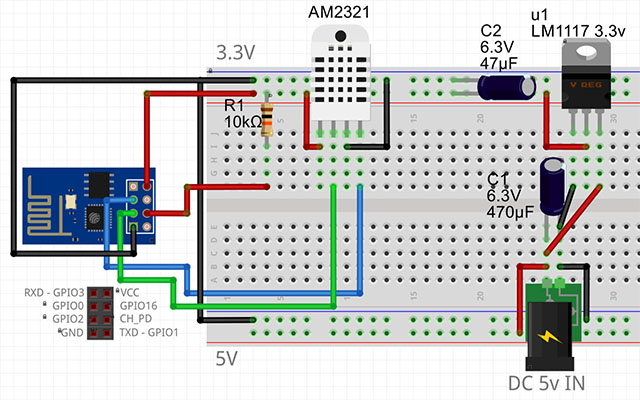 AM2321
u1
LM1117 3.3v
C2
6.3V
47µF
3.3V
V REG
R1
10kΩ
C1
6.3V
470µF
RXD - GPIO3
VCC
GPIO0
GPIO16
GPIO2
CH_PD
GND
TXD - GPIO1
5V
DC 5v IN